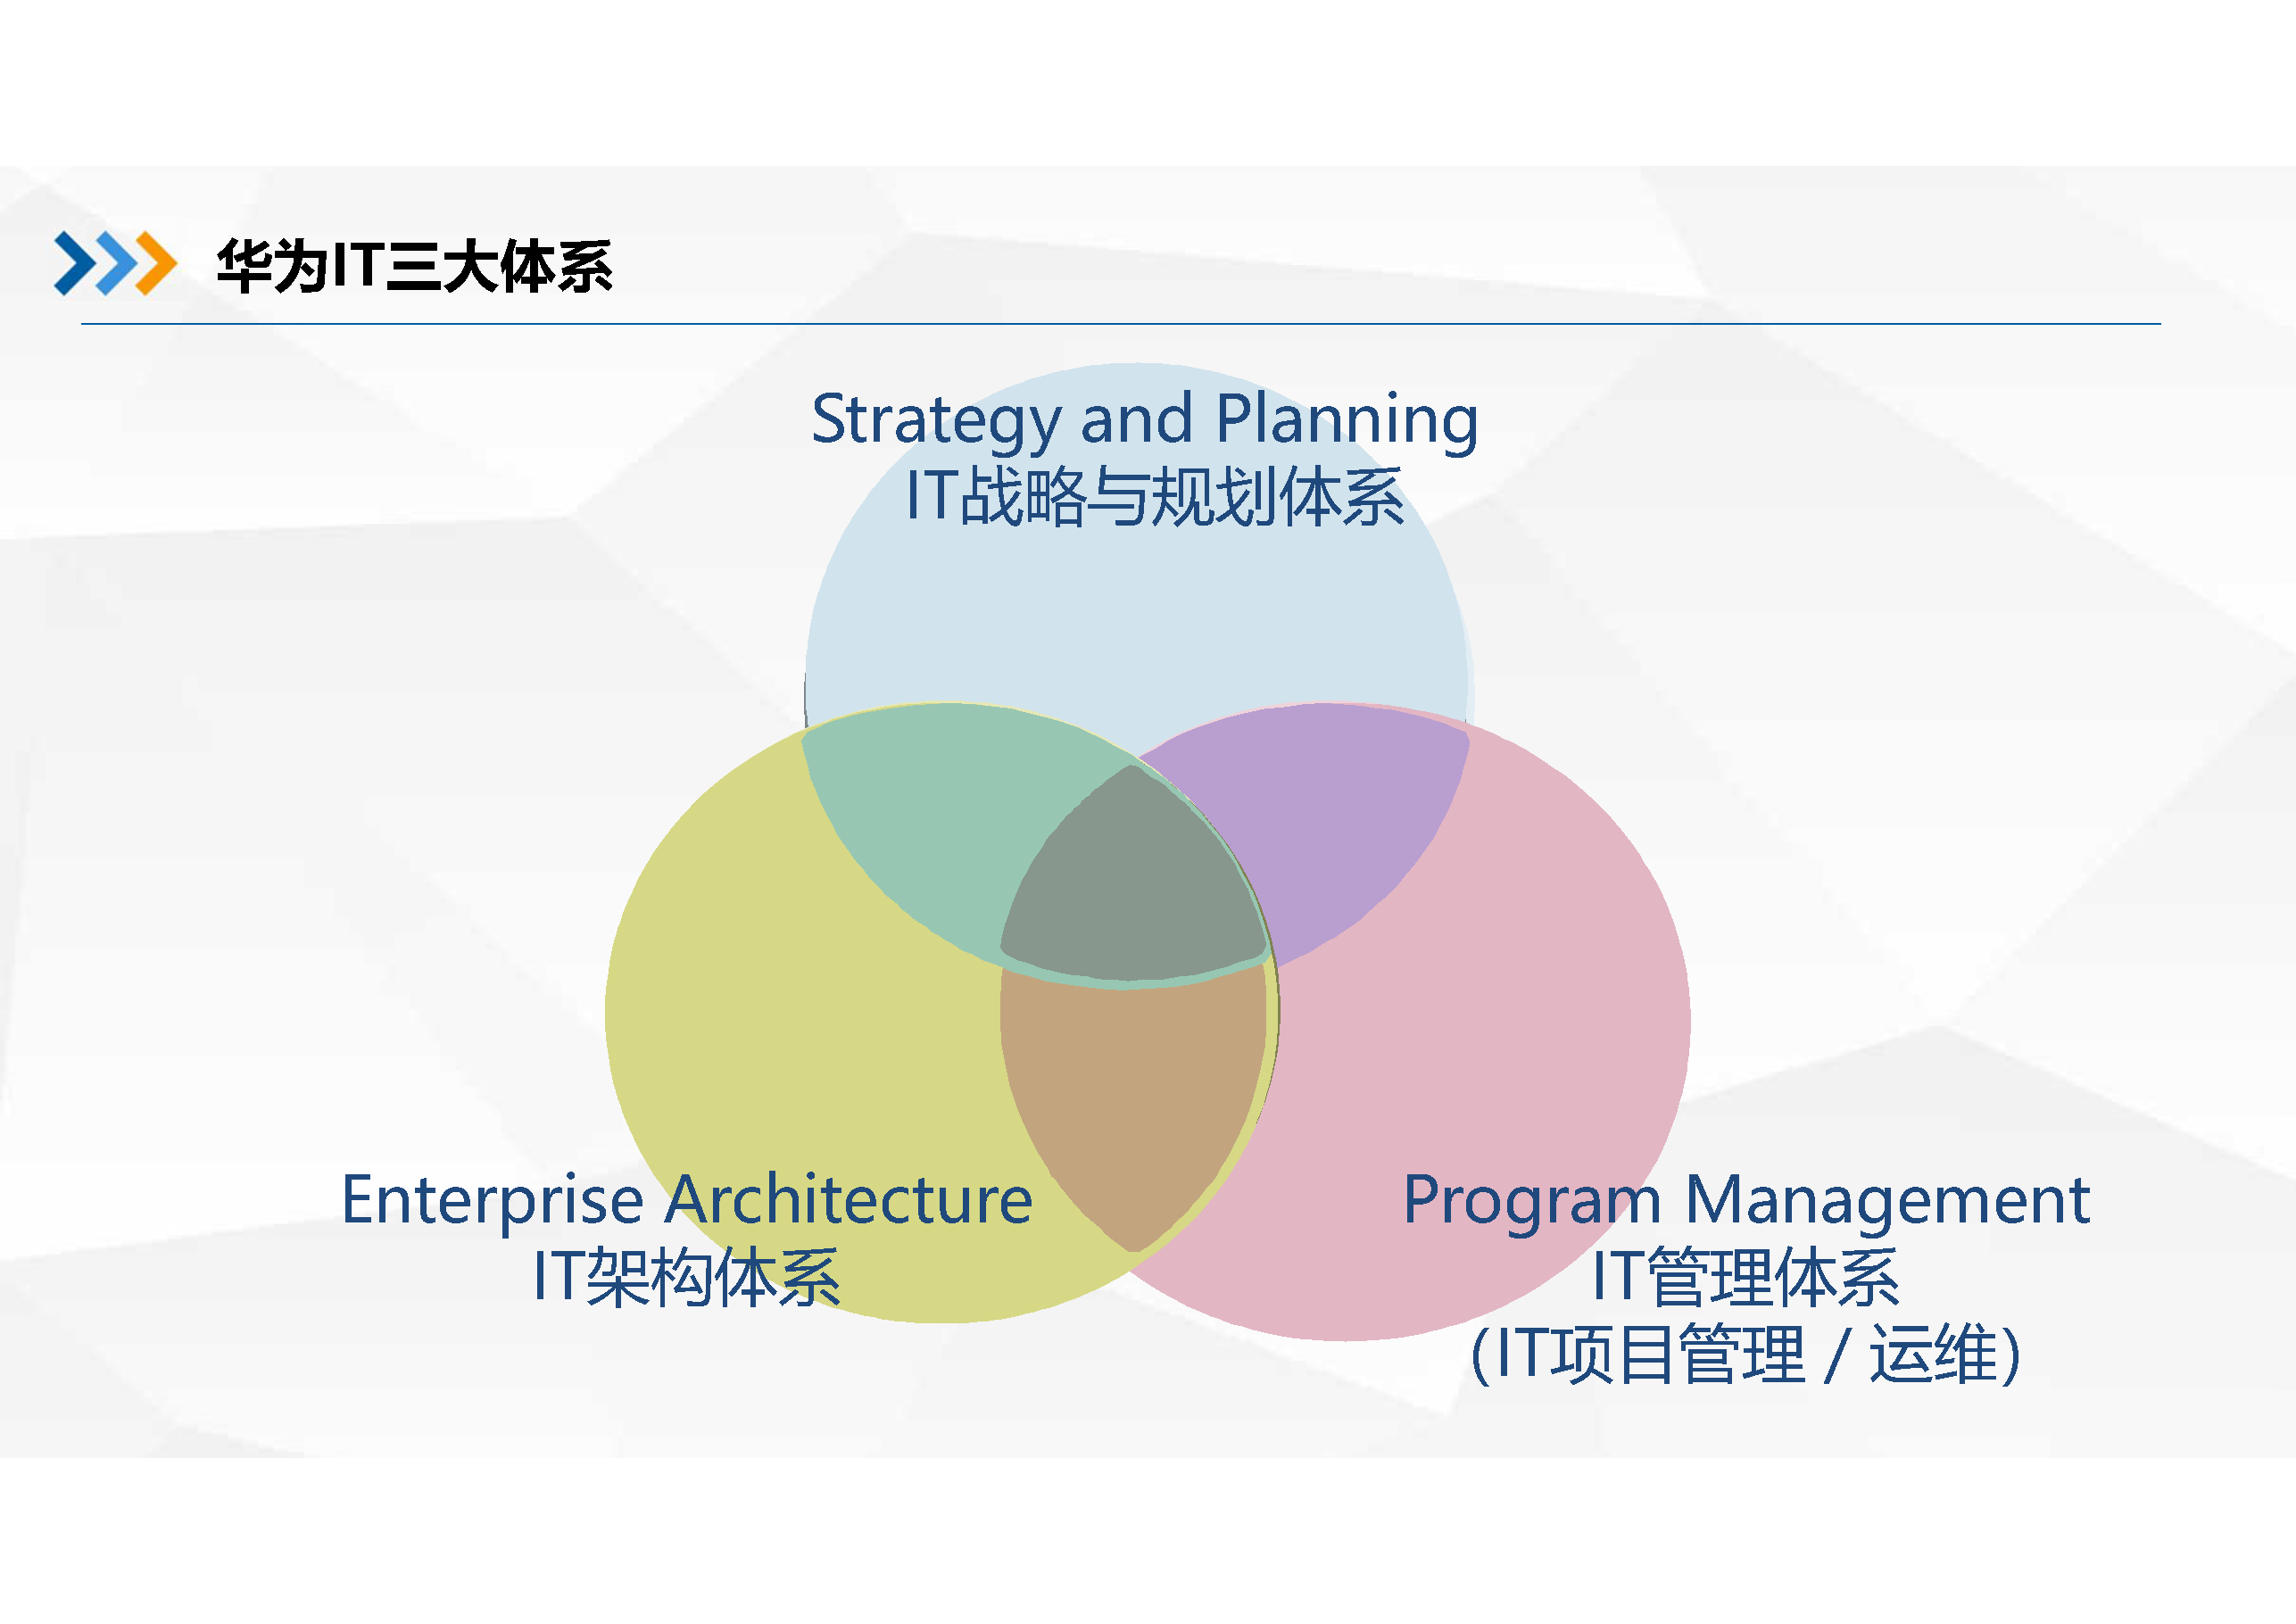 华为IT三大体系
Strategy and Planning
IT战略与规划体系
Enterprise Architecture
IT架构体系
Program Management
IT管理体系
(IT项目管理 / 运维)